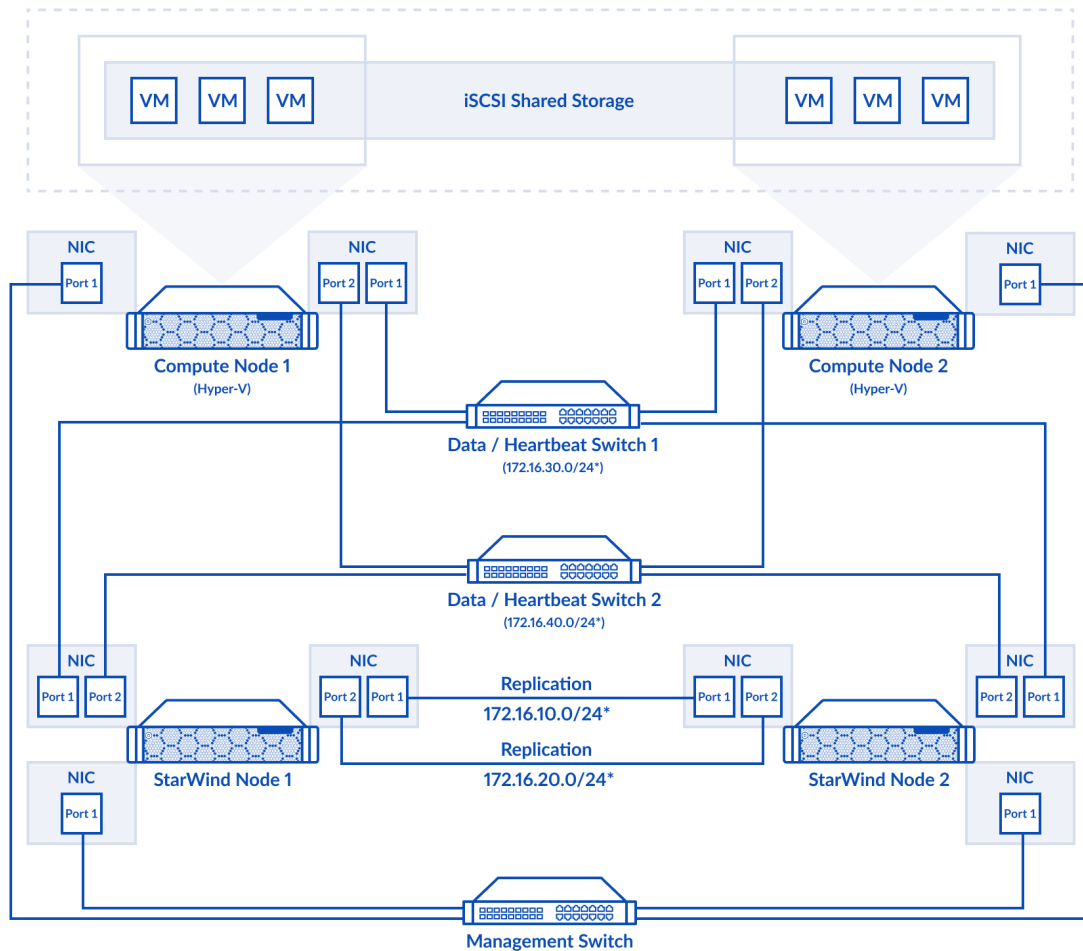 VM VM VM iSCSI Shared Storage VM VM VM
NIC NIC NIC NIC
Port 1 Port 2 Port 1 Port 1 Port 2 Port 1
Compute Node 1 Compute Node 2
(Hyper-V) (Hyper-V)
Data / Heartbeat Switch 1
(172.16.30.0/24*)
Data / Heartbeat Switch 2
(172.16.40.0/24*)
NIC NIC NIC NIC
Port 1 Port 2 Port 2 Port 1 Port 1 Port 2 Port 2 Port 1
Replication
172.16.10.0/24*
Replication
172.16.20.0/24*
StarWind Node 1 StarWind Node 2
NIC NIC
Port 1 Port 1
Management Switch